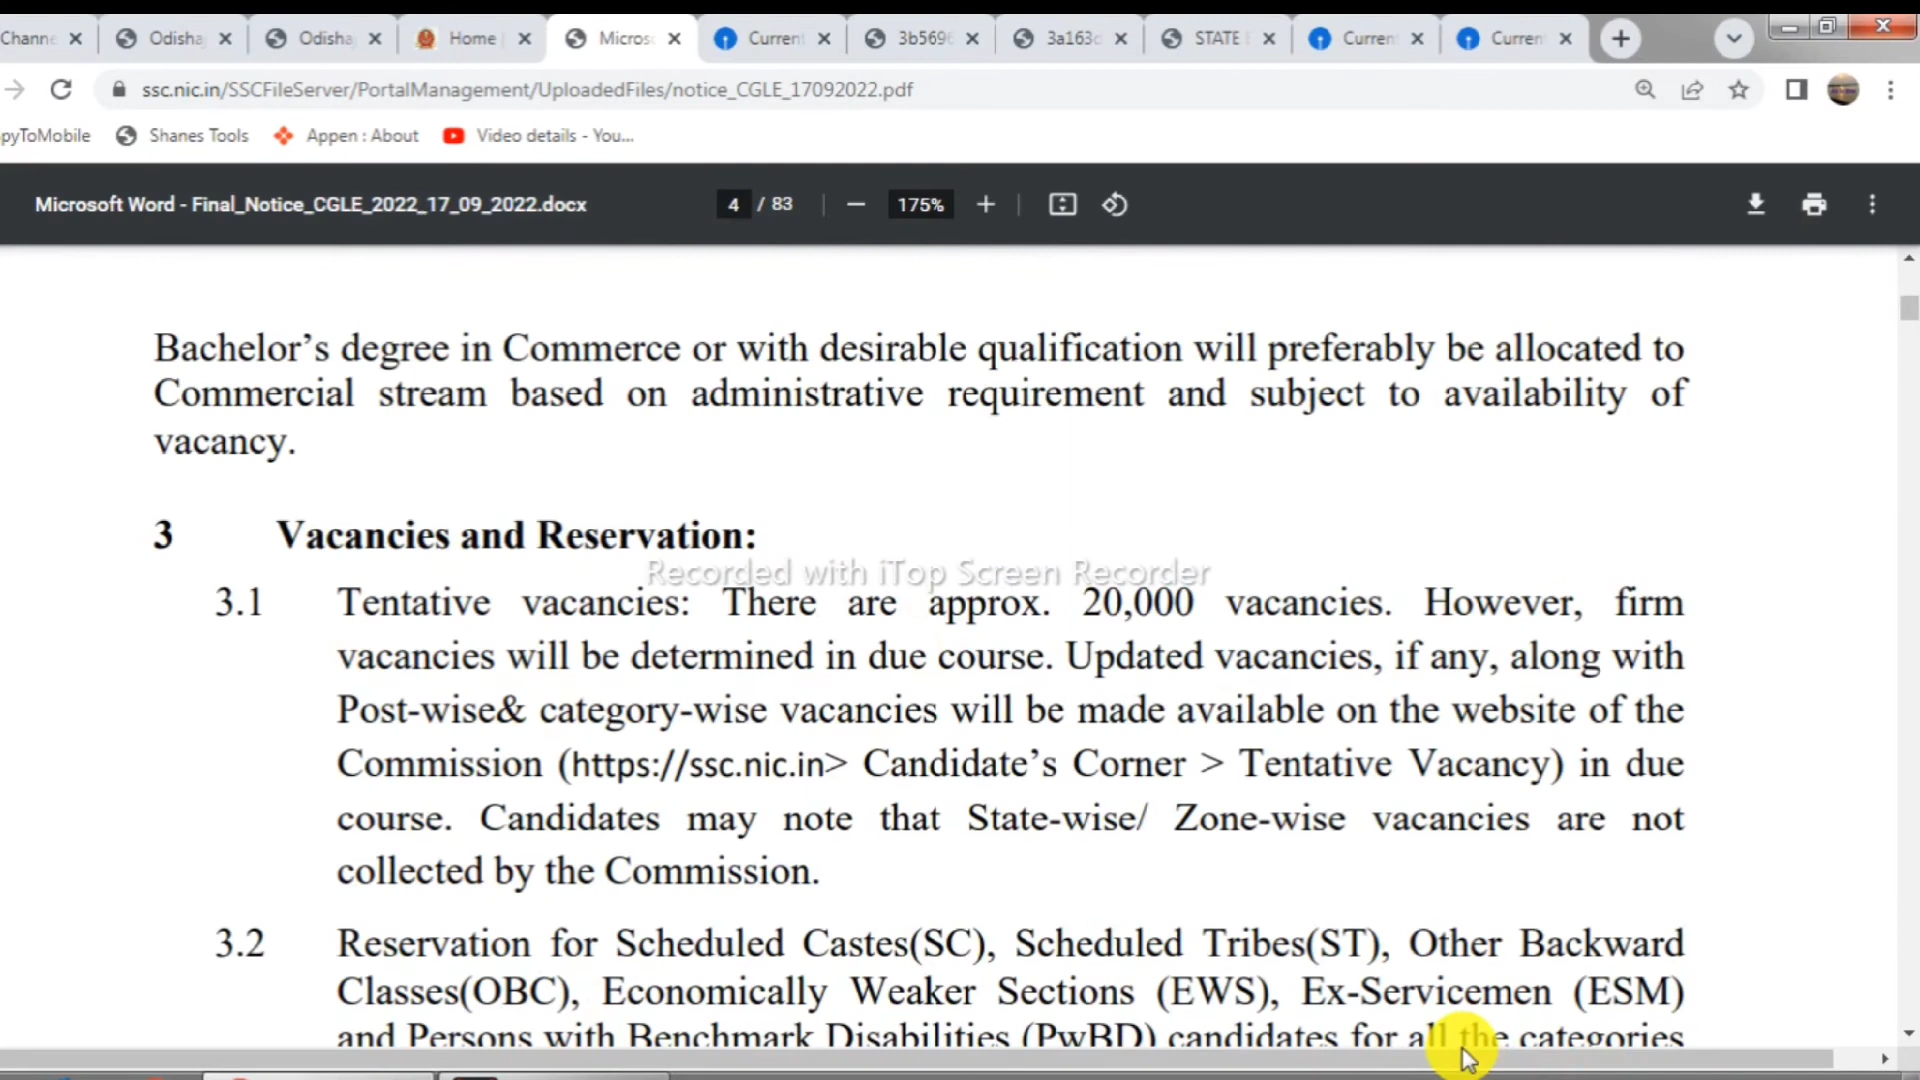 Channe
Odisha
Odisha
Home
Micros
Current
3b569
3a163
STATE
Curren
Curren
ssc.nic.in/SSCFileServer/PortalManagement/UploadedFiles/notice_CGLE_17092022.pdf
pyToMobile
Shanes Tools
Appen : About
Video details - You...
Microsoft Word - Final_Notice_CGLE_2022_17_09_2022.docx
4 / 83
175%
Bachelor’s degree in Commerce or with desirable qualification will preferably be allocated to
Commercial stream based on administrative requirement and subject to availability of
vacancy.
3 Vacancies and Reservation:
Recorded with iTop Screen Recorder
3.1 Tentative vacancies: There are approx. 20,000 vacancies. However, firm
vacancies will be determined in due course. Updated vacancies, if any, along with
Post-wise& category-wise vacancies will be made available on the website of the
Commission (https://ssc.nic.in> Candidate’s Corner > Tentative Vacancy) in due
course. Candidates may note that State-wise/ Zone-wise vacancies are not
collected by the Commission.
3.2 Reservation for Scheduled Castes(SC), Scheduled Tribes(ST), Other Backward
Classes(OBC), Economically Weaker Sections (EWS), Ex-Servicemen (ESM)
and Persons with Benchmark Disabilities (PwBD) candidates for all the categories